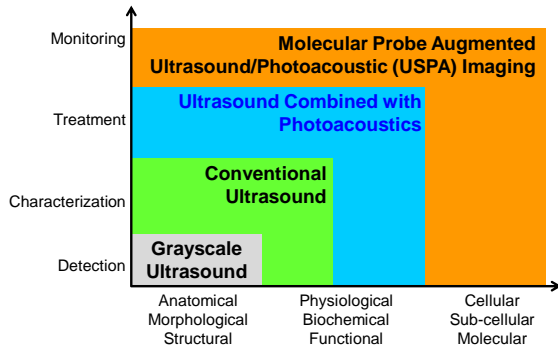 Monitoring
Molecular Probe Augmented
Ultrasound/Photoacoustic (USPA) Imaging
Treatment
Ultrasound Combined with
Photoacoustics
Characterization
Conventional
Ultrasound
Detection
Grayscale
Ultrasound
Anatomical
Morphological
Structural
Physiological
Biochemical
Functional
Cellular
Sub-cellular
Molecular